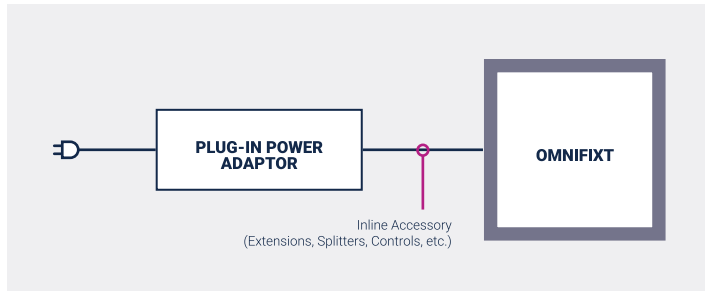 PLUG-IN POWER
ADAPTOR
OMNIFIXT
Inline Accessory
(Extensions, Splitters, Controls, etc.)